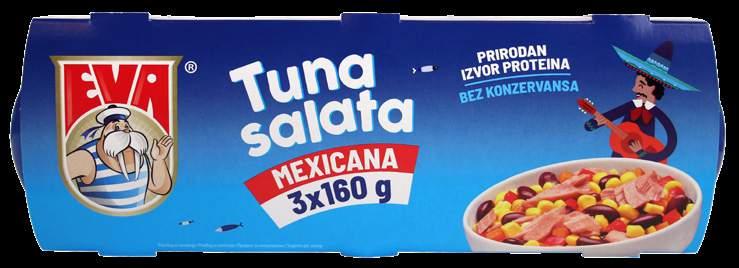 EVA ®
Tuna
salata
MEXICANA
3x160 g
PRIRODAN
IZVOR PROTEINA
BEZ KONZERVANSA